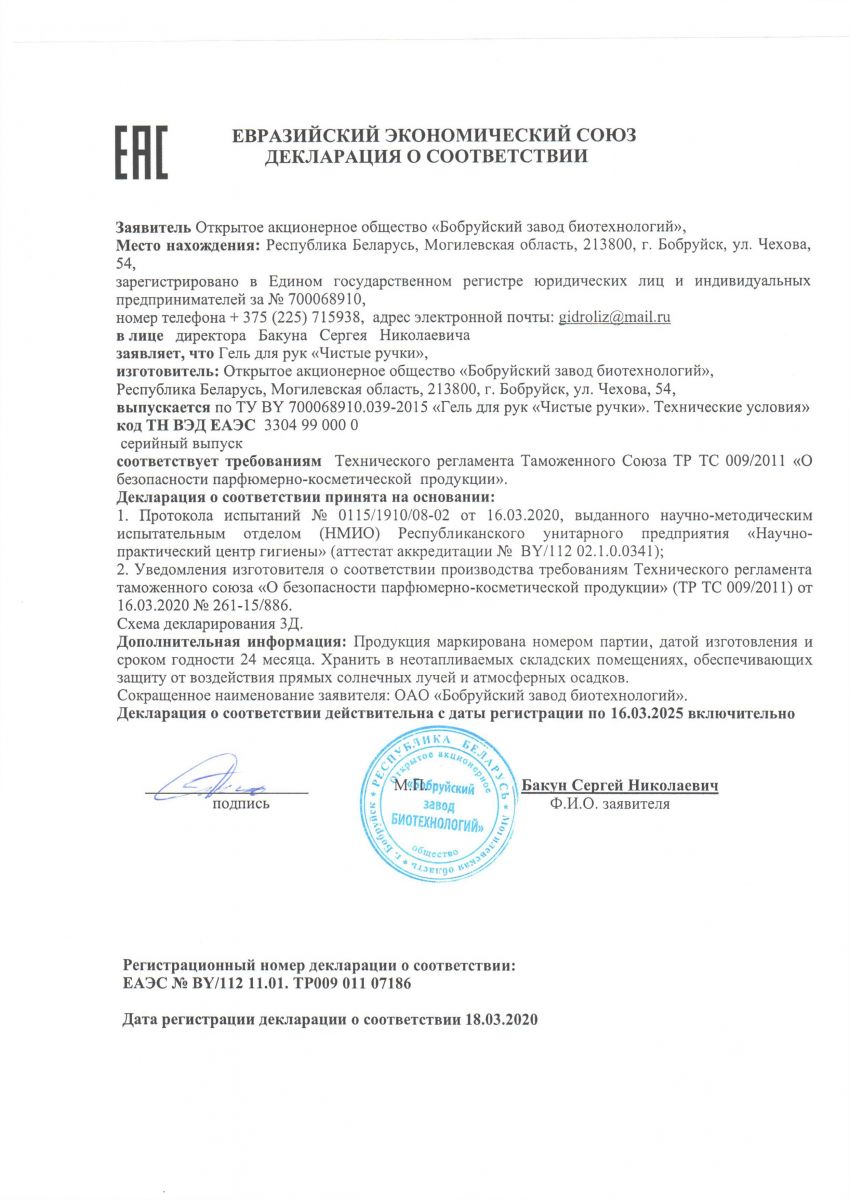 EAC
ЕВРАЗИЙСКИЙ ЭКОНОМИЧЕСКИЙ СОЮЗ
ДЕКЛАРАЦИЯ О СООТВЕТСТВИИ
Заявитель Открытое акционерное общество «Бобруйский завод биотехнологий»,
Место нахождения: Республика Беларусь, Могилевская область, 213800, г. Бобруйск, ул. Чехова,
54,
зарегистрировано в Едином государственном регистре юридических лиц и индивидуальных
предпринимателей за № 700068910,
номер телефона + 375 (225) 715938, адрес электронной почты: gidroliz@mail.ru
в лице директора Бакуна Сергея Николаевича
заявляет, что Гель для рук «Чистые ручки»,
изготовитель: Открытое акционерное общество «Бобруйский завод биотехнологий»,
Республика Беларусь, Могилевская область, 213800, г. Бобруйск, ул. Чехова, 54,
выпускается по ТУ BY 700068910.039-2015 «Гель для рук «Чистые ручки». Технические условия»
код ТН ВЭД ЕАЭС 3304 99 000 0
серийный выпуск
соответствует требованиям Технического регламента Таможенного Союза ТР ТС 009/2011 «О
безопасности парфюмерно-косметической продукции».
Декларация о соответствии принята на основании:
1. Протокола испытаний № 0115/1910/08-02 от 16.03.2020, выданного научно-методическим
испытательным отделом (НМИО) Республиканского унитарного предприятия «Научно-
практический центр гигиены» (аттестат аккредитации № BY/112 02.1.0.0341);
2. Уведомления изготовителя о соответствии производства требованиям Технического регламента
таможенного союза «О безопасности парфюмерно-косметической продукции» (ТР ТС 009/2011) от
16.03.2020 № 261-15/886.
Схема декларирования 3Д.
Дополнительная информация: Продукция маркирована номером партии, датой изготовления и
сроком годности 24 месяца. Хранить в неотапливаемых складских помещениях, обеспечивающих
защиту от воздействия прямых солнечных лучей и атмосферных осадков.
Сокращенное наименование заявителя: ОАО «Бобруйский завод биотехнологий».
Декларация о соответствии действительна с даты регистрации по 16.03.2025 включительно
М.П.
Бакун Сергей Николаевич
подпись
Ф.И.О. заявителя
РЕСПУБЛИКА БЕЛАРУСЬ * Могилевская область * г. Бобруйск *
Открытое акционерное
«Бобруйский
завод
БИОТЕХНОЛОГИЙ»
общество
Регистрационный номер декларации о соответствии:
ЕАЭС № BY/112 11.01. ТР009 011 07186
Дата регистрации декларации о соответствии 18.03.2020